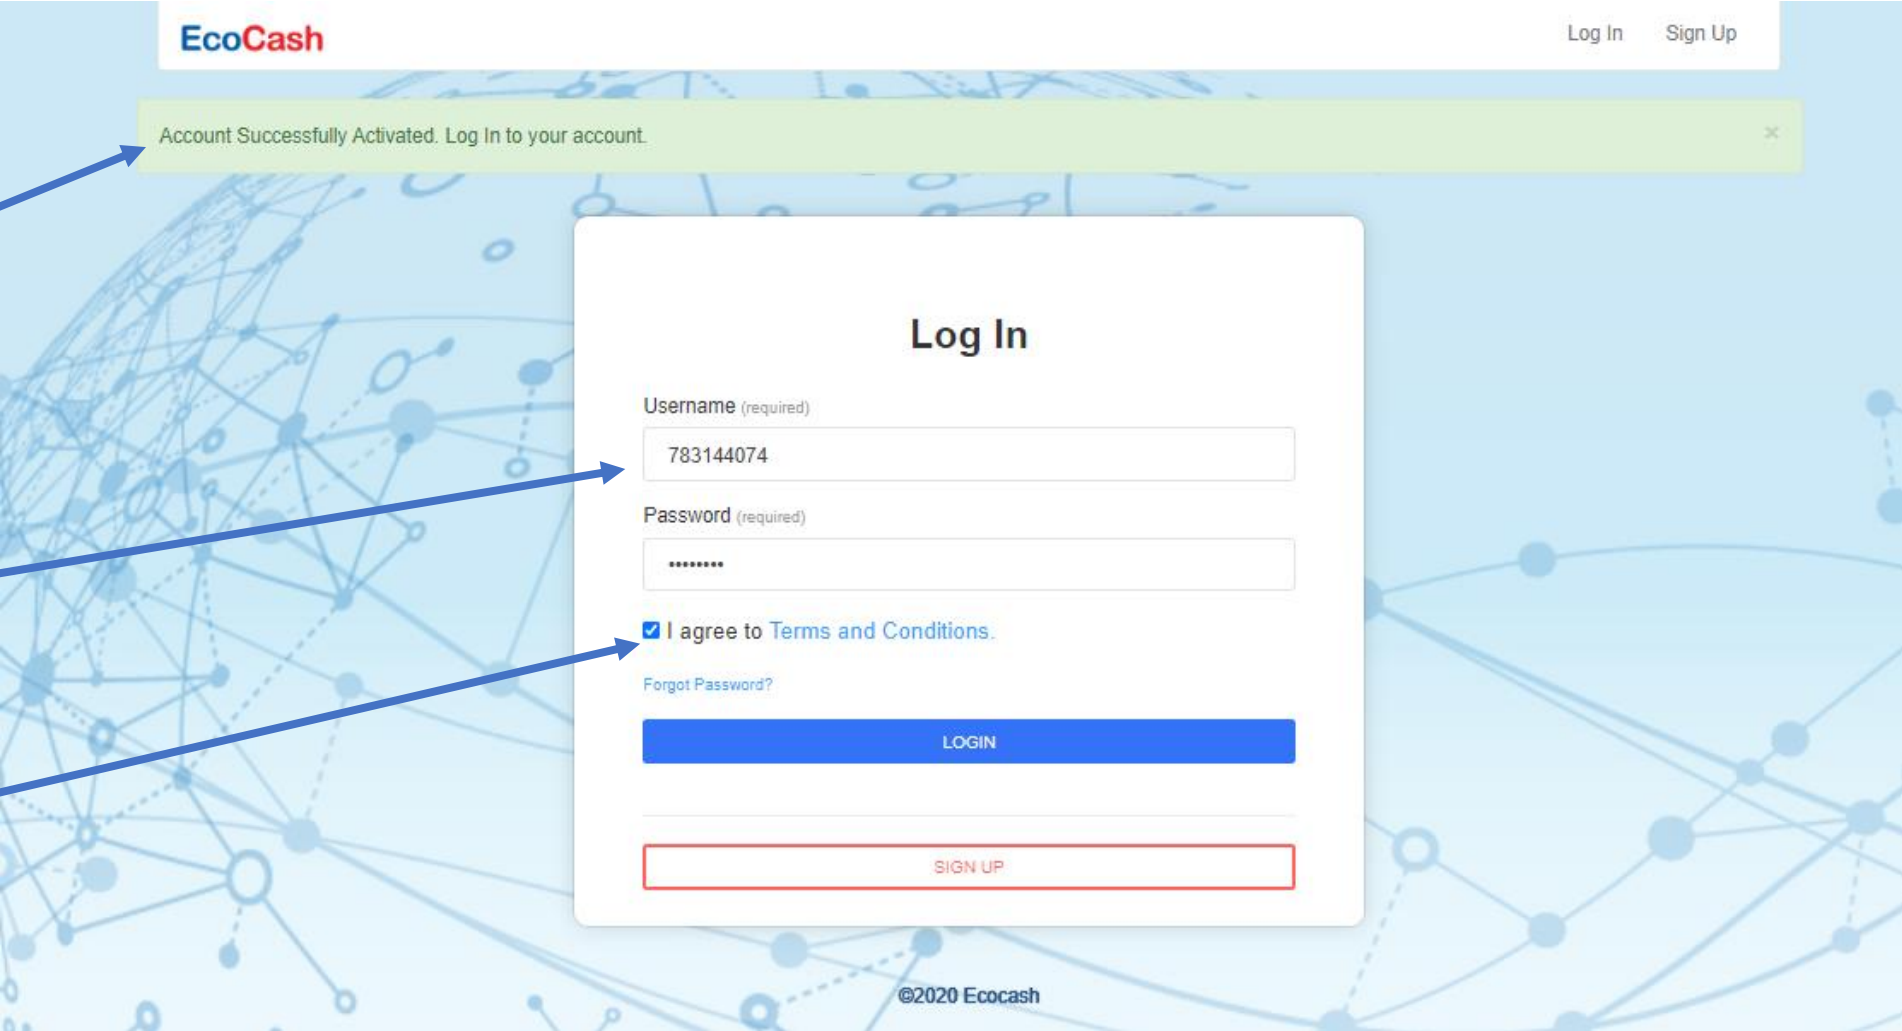 EcoCash
Log In Sign Up
Account Successfully Activated. Log In to your account. ×
Log In
Username (required)
783144074
Password (required)
••••••••
I agree to Terms and Conditions.
Forgot Password?
LOGIN
SIGN UP
©2020 Ecocash